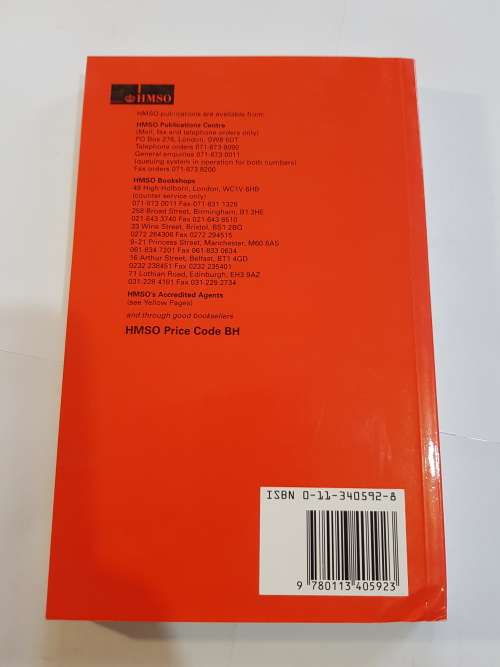 HMSO
HMSO publications are available from:
HMSO Publications Centre
(Mail, fax and telephone orders only)
PO Box 276, London, SW8 5DT
Telephone orders 071-873 9090
General enquiries 071-873 0011
(queuing system in operation for both numbers)
Fax orders 071-873 8200
HMSO Bookshops
49 High Holborn, London, WC1V 6HB
(counter service only)
071-873 0011 Fax 071-831 1326
258 Broad Street, Birmingham, B1 2HE
021-643 3740 Fax 021-643 6510
33 Wine Street, Bristol, BS1 2BQ
0272 264306 Fax 0272 294515
9-21 Princess Street, Manchester, M60 8AS
061-834 7201 Fax 061-833 0634
16 Arthur Street, Belfast, BT1 4GD
0232 238451 Fax 0232 235401
71 Lothian Road, Edinburgh, EH3 9AZ
031-228 4181 Fax 031-229 2734
HMSO's Accredited Agents
(see Yellow Pages)
and through good booksellers
HMSO Price Code BH
ISBN 0-11-340592-8
9 780113 405923